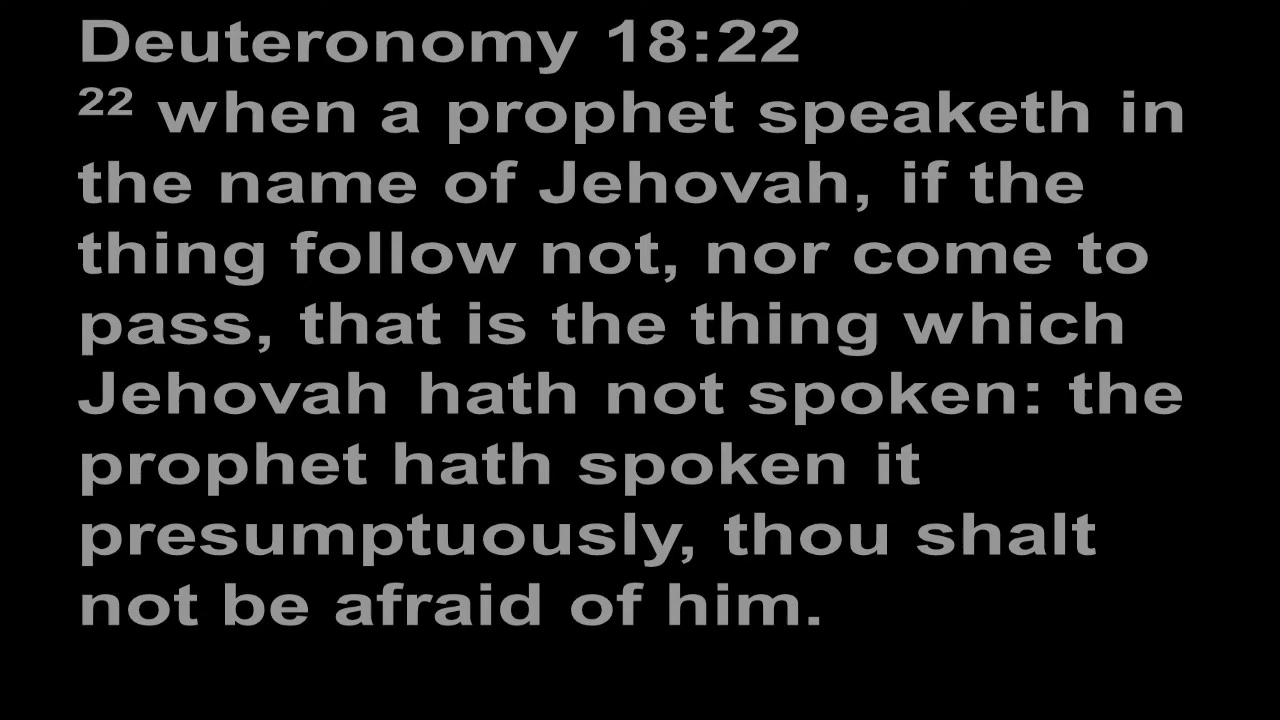 Deuteronomy 18:22
22 when a prophet speaketh in
the name of Jehovah, if the
thing follow not, nor come to
pass, that is the thing which
Jehovah hath not spoken: the
prophet hath spoken it
presumptuously, thou shalt
not be afraid of him.